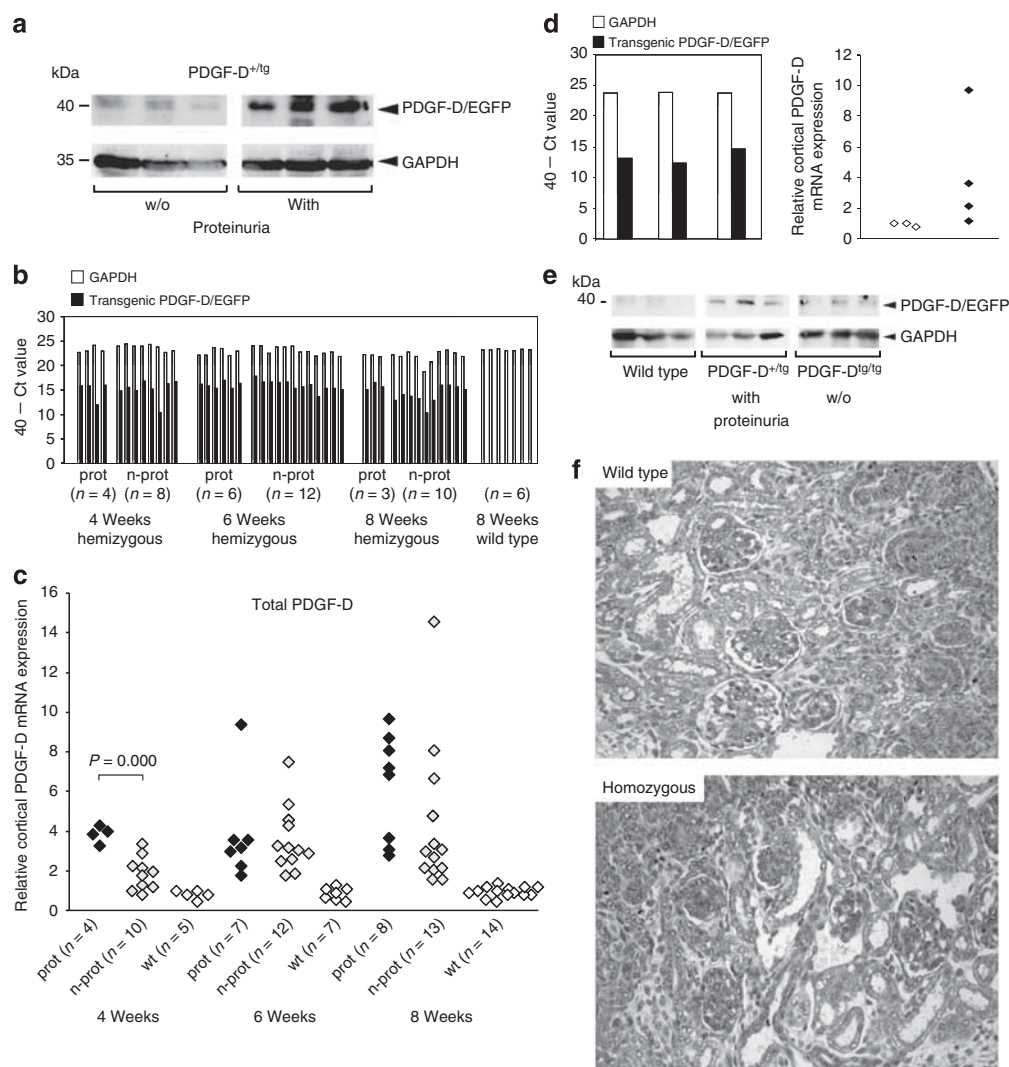 a
PDGF-D+/tg
kDa
40
PDGF-D/EGFP
35
GAPDH
w/o
With
Proteinuria
b
GAPDH
Transgenic PDGF-D/EGFP
40 – Ct value
30
25
20
15
10
5
0
prot
(n = 4)
n-prot
(n = 8)
4 Weeks
hemizygous
prot
(n = 6)
n-prot
(n = 12)
6 Weeks
hemizygous
prot
(n = 3)
n-prot
(n = 10)
8 Weeks
hemizygous
(n = 6)
8 Weeks
wild type
c
Total PDGF-D
Relative cortical PDGF-D mRNA expression
16
14
12
10
8
6
4
2
0
P = 0.000
prot (n = 4)
n-prot (n = 10)
wt (n = 5)
prot (n = 7)
n-prot (n = 12)
wt (n = 7)
prot (n = 8)
n-prot (n = 13)
wt (n = 14)
4 Weeks
6 Weeks
8 Weeks
d
GAPDH
Transgenic PDGF-D/EGFP
40 – Ct value
30
25
20
15
10
5
0
Relative cortical PDGF-D
mRNA expression
12
10
8
6
4
2
0
e
kDa
40
PDGF-D/EGFP
GAPDH
Wild type
PDGF-D+/tg
with
proteinuria
PDGF-Dtg/tg
w/o
f
Wild type
Homozygous